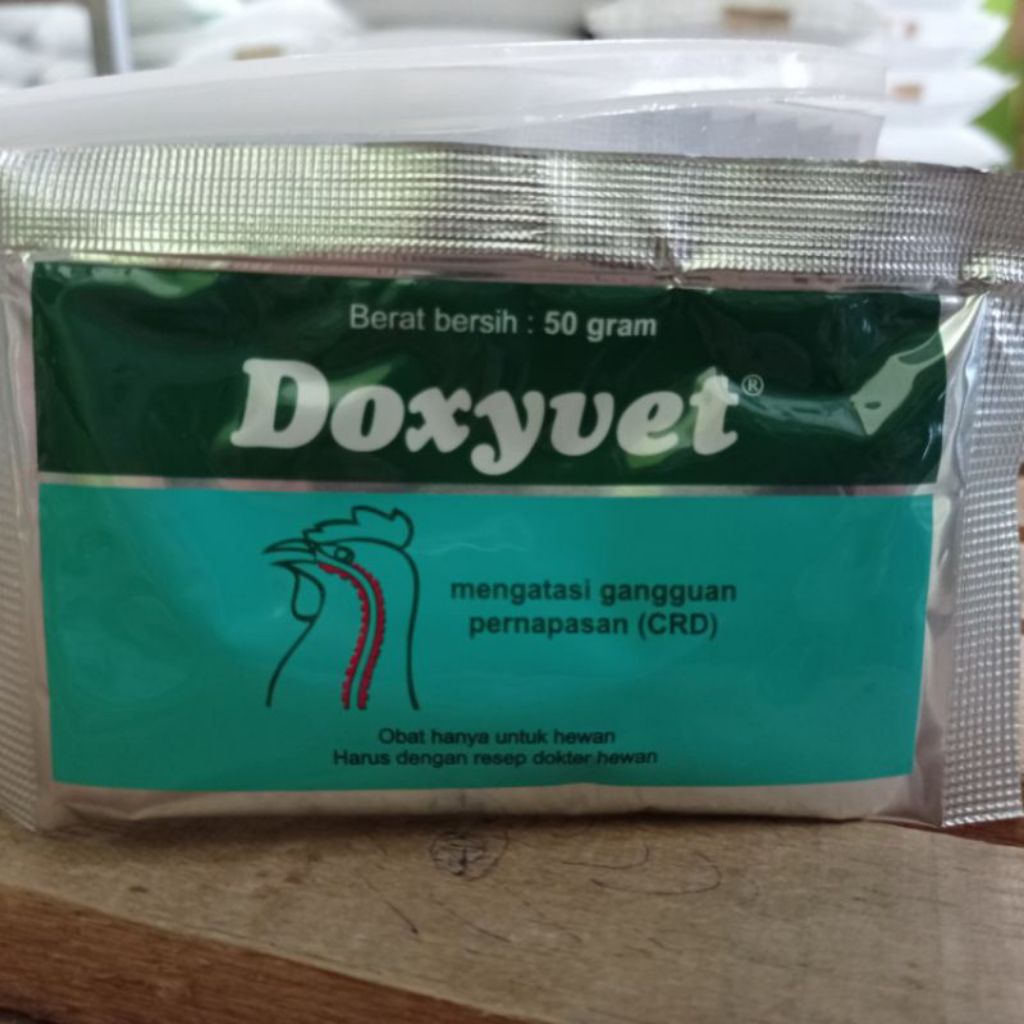 Berat bersih : 50 gram
Doxyvet®
mengatasi gangguan
pernapasan (CRD)
Obat hanya untuk hewan
Harus dengan resep dokter hewan